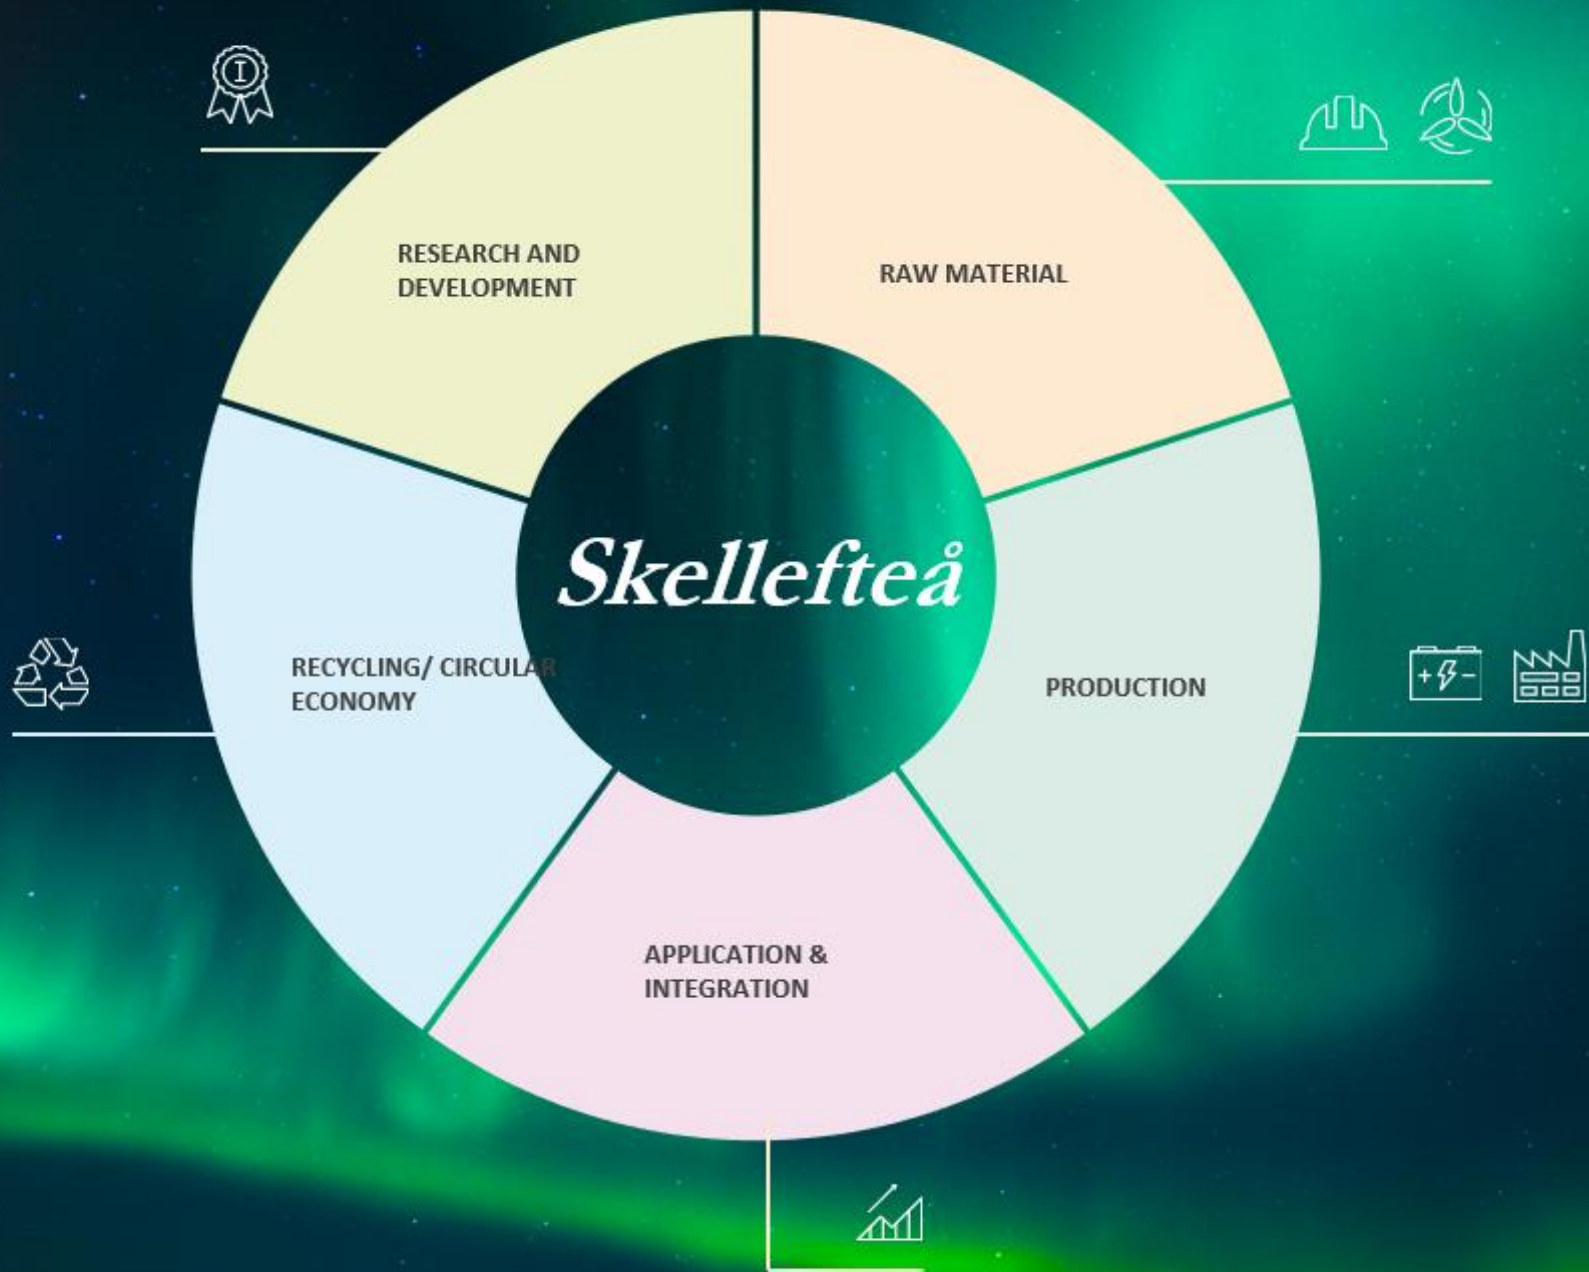 RESEARCH AND
DEVELOPMENT
RAW MATERIAL
Skellefteå
RECYCLING/ CIRCULAR
ECONOMY
PRODUCTION
APPLICATION &
INTEGRATION
I
+ -